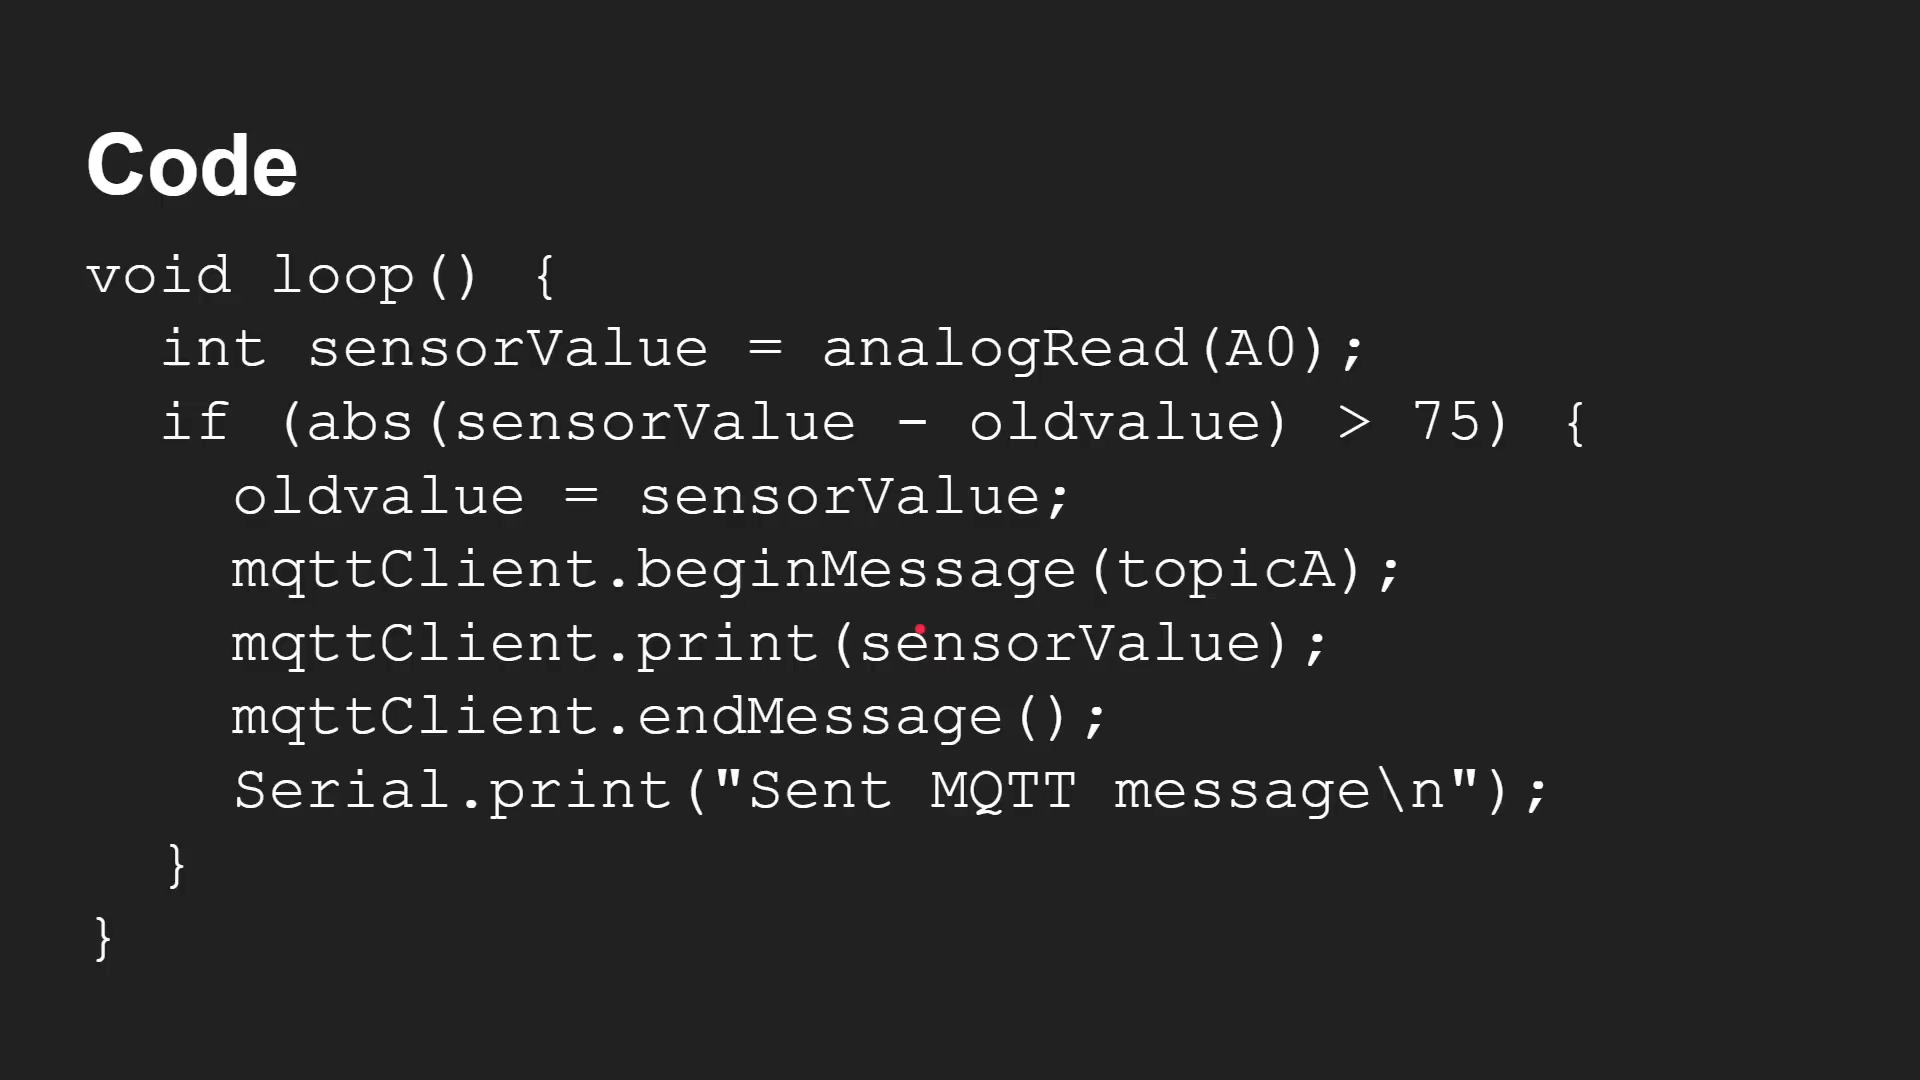 Code
void loop() {
int sensorValue = analogRead(A0);
if (abs(sensorValue - oldvalue) > 75) {
oldvalue = sensorValue;
mqttClient.beginMessage(topicA);
mqttClient.print(sensorValue);
mqttClient.endMessage();
Serial.print("Sent MQTT message\n");
}
}